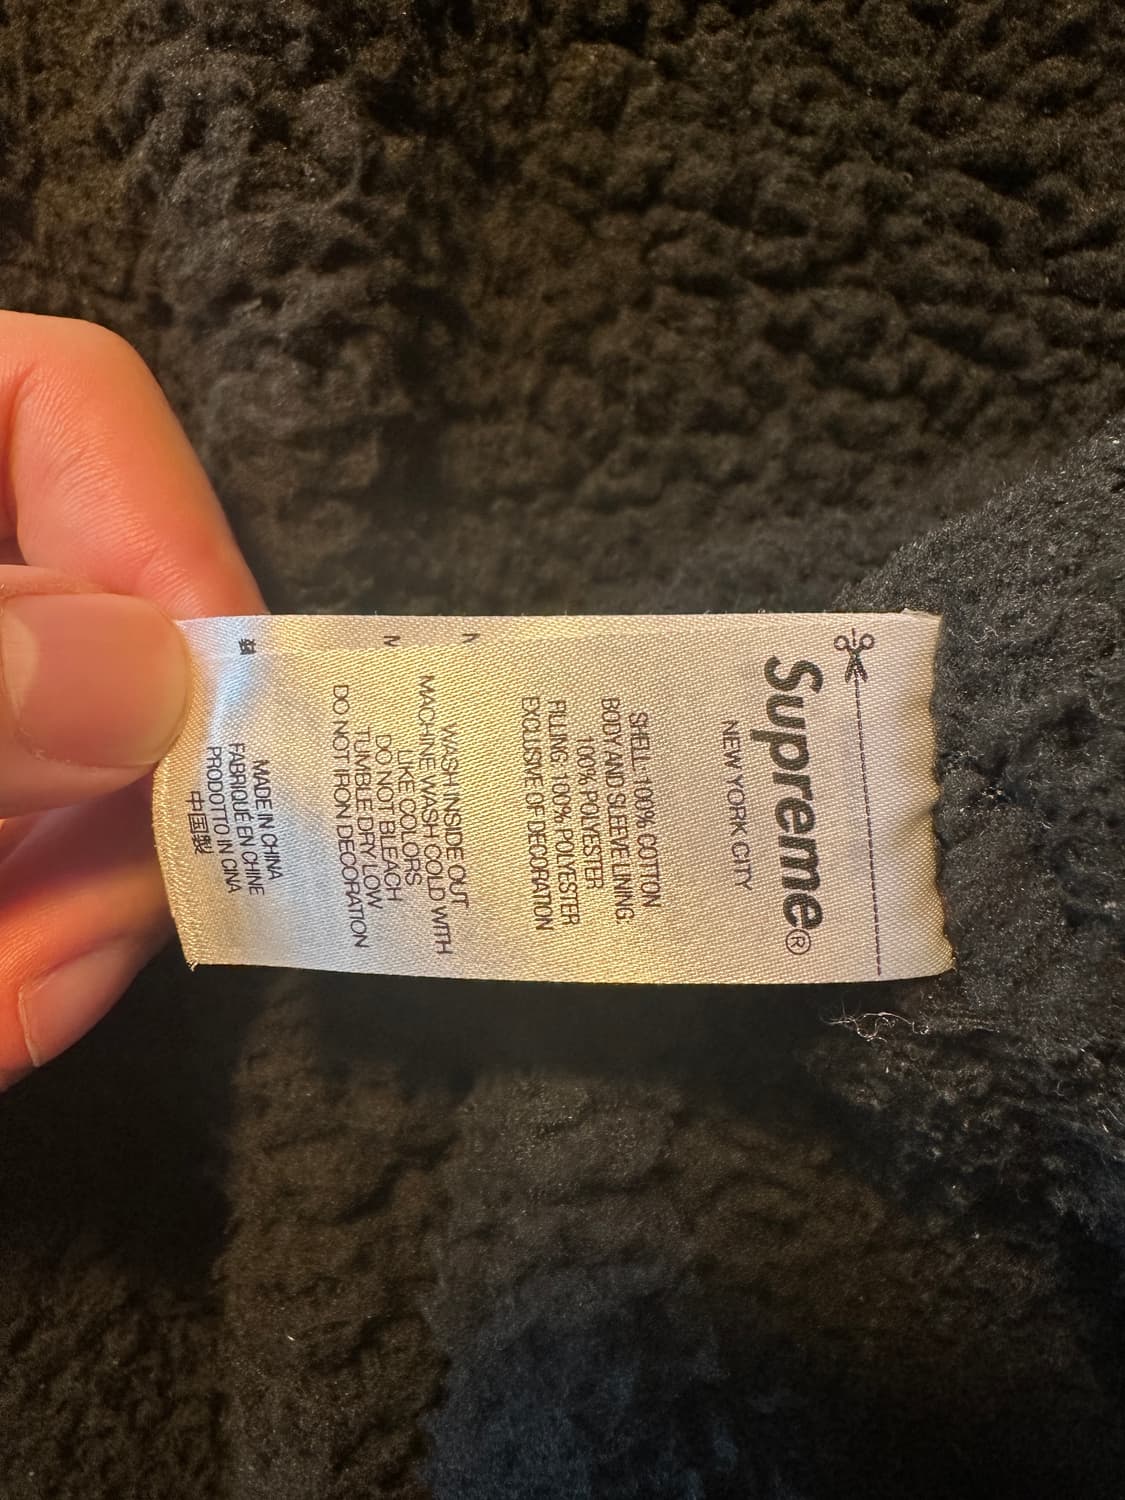 Supreme®
NEW YORK CITY
SHELL: 100% COTTON
BODY AND SLEEVE LINING
100% POLYESTER
FILLING: 100% POLYESTER
EXCLUSIVE OF DECORATION
WASH INSIDE OUT
MACHINE WASH COLD WITH
LIKE COLORS
DO NOT BLEACH
TUMBLE DRY LOW
DO NOT IRON DECORATION
MADE IN CHINA
FABRIQUÉ EN CHINE
PRODOTTO IN CINA
中国製